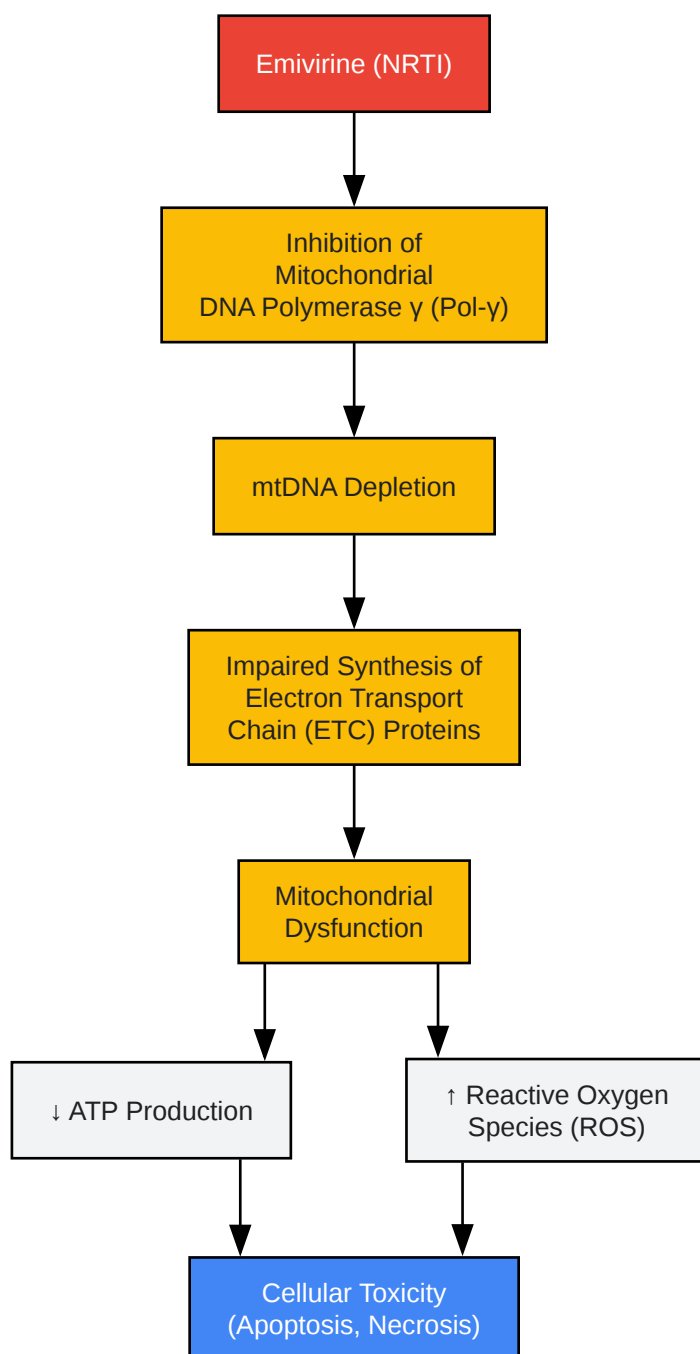 Emivirine (NRTI)
Inhibition of
Mitochondrial
DNA Polymerase γ (Pol-γ)
mtDNA Depletion
Impaired Synthesis of
Electron Transport
Chain (ETC) Proteins
Mitochondrial
Dysfunction
↓ ATP Production
↑ Reactive Oxygen
Species (ROS)
Cellular Toxicity
(Apoptosis, Necrosis)